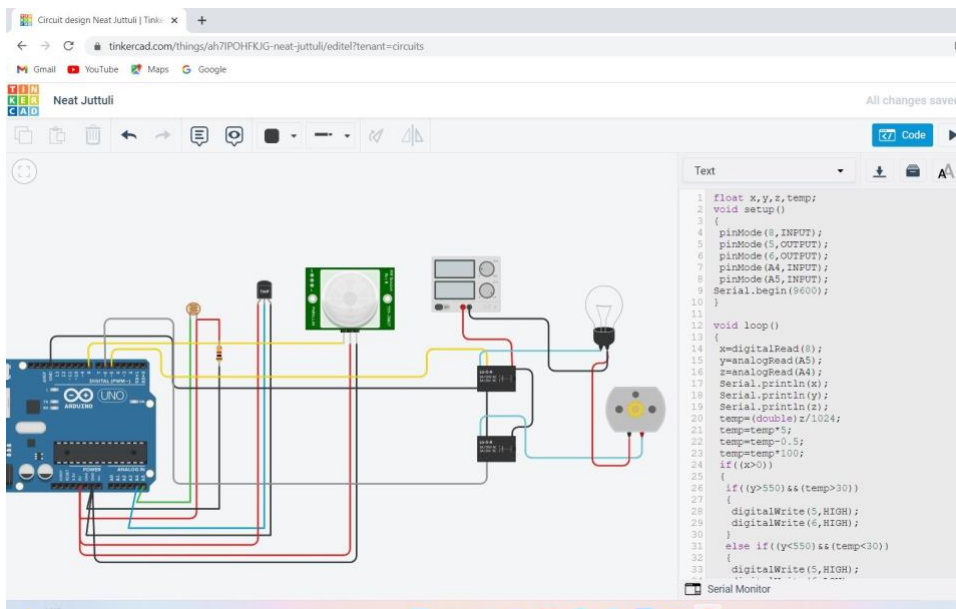 Circuit design Neat Juttuli | Tinke
tinkercad.com/things/ah7IPOHFKJG-neat-juttuli/editel?tenant=circuits
Gmail YouTube Maps Google
TIN
KER
CAD
Neat Juttuli
All changes saved
Code
Text
1 float x,y,z,temp;
2 void setup()
3 {
4 pinMode(8,INPUT);
5 pinMode(5,OUTPUT);
6 pinMode(6,OUTPUT);
7 pinMode(A4,INPUT);
8 pinMode(A5,INPUT);
9 Serial.begin(9600);
10 }
11
12 void loop()
13 {
14 x=digitalRead(8);
15 y=analogRead(A5);
16 z=analogRead(A4);
17 Serial.println(x);
18 Serial.println(y);
19 Serial.println(z);
20 temp=(double)z/1024;
21 temp=temp*5;
22 temp=temp-0.5;
23 temp=temp*100;
24 if((x>0))
25 {
26 if((y>550)&&(temp>30))
27 {
28 digitalWrite(5,HIGH);
29 digitalWrite(6,HIGH);
30 }
31 else if((y<550)&&(temp<30))
32 {
33 digitalWrite(5,HIGH);
Serial Monitor
TMP
DIGITAL (PWM~)
UNO
ARDUINO
POWER
ANALOG IN